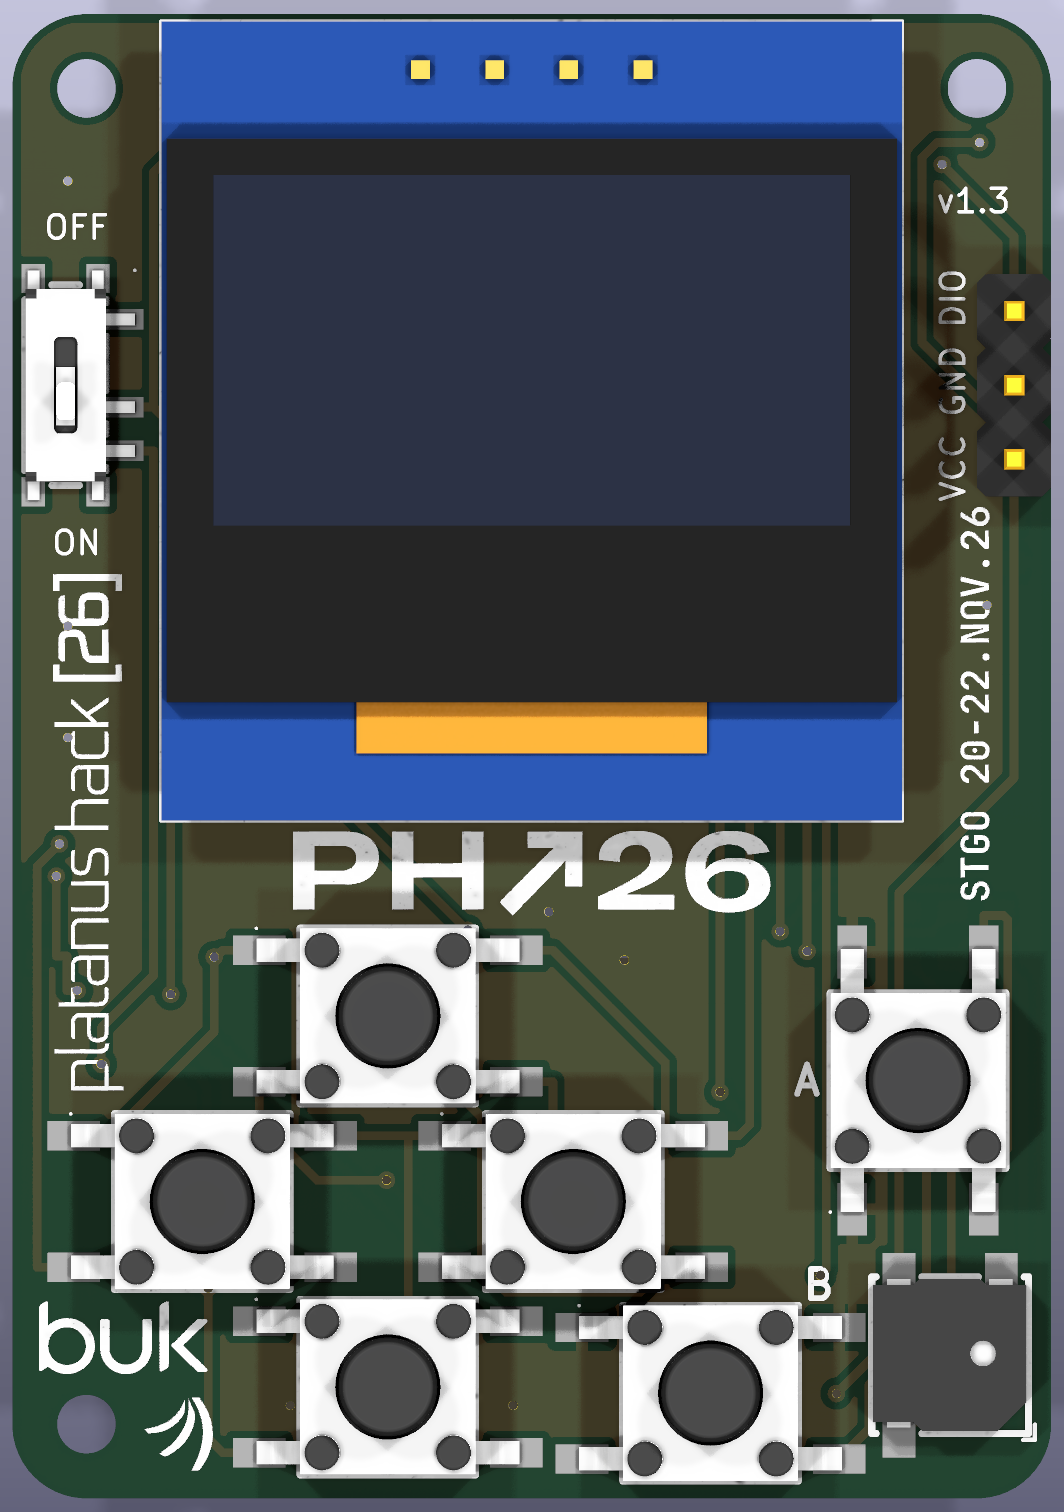 OFF
v1.3
DIO
GND
VCC
ON
platanus hack [26]
STGO 20-22.NOV.26
PH↗26
A
B
buk